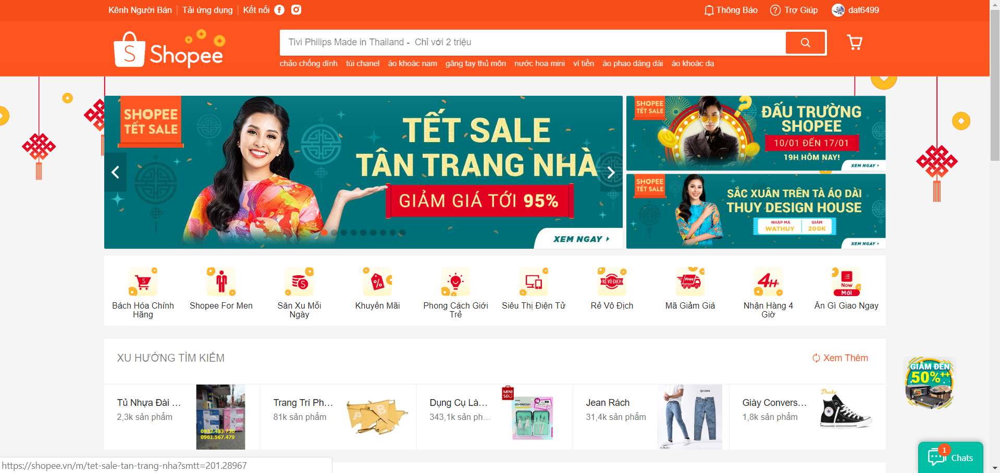 Kênh Người Bán
Tải ứng dụng
Kết nối
Thông Báo
Trợ Giúp
dat6499
S
Shopee
Tivi Philips Made in Thailand - Chỉ với 2 triệu
chảo chống dính túi chanel áo khoác nam găng tay thủ môn nước hoa mini ví tiền áo phao dáng dài áo khoác dạ
SHOPEE
TẾT SALE
TẾT SALE
TÂN TRANG NHÀ
GIẢM GIÁ TỚI 95%
XEM NGAY
SHOPEE
TẾT SALE
ĐẤU TRƯỜNG
SHOPEE
10/01 ĐẾN 17/01
19H HÔM NAY!
XEM NGAY
SHOPEE
TẾT SALE
SẮC XUÂN TRÊN TÀ ÁO DÀI
THUY DESIGN HOUSE
NHẬP MÃ
WATHUY
GIẢM
200K
XEM NGAY
S
Bách Hóa Chính
Hãng
Shopee For Men
S
Săn Xu Mỗi
Ngày
%
Khuyến Mãi
Phong Cách Giới
Trẻ
Siêu Thị Điện Tử
RẺ VÔ ĐỊCH
Rẻ Vô Địch
Free
Mã Giảm Giá
4H
Nhận Hàng 4
Giờ
Now
Mới
Ăn Gì Giao Ngay
XU HƯỚNG TÌM KIẾM
Xem Thêm
Tủ Nhựa Đài ...
2,3k sản phẩm
0932.483.730
0961.567.479
Trang Trí Ph...
81k sản phẩm
A B
Dụng Cụ Là...
343,1k sản ph...
MINI
SO
Jean Rách
31,4k sản phẩm
Giày Convers...
1,8k sản phẩm
Drake
GIẢM ĐẾN
50%++
1
Chats
https://shopee.vn/m/tet-sale-tan-trang-nha?smtt=201.28967